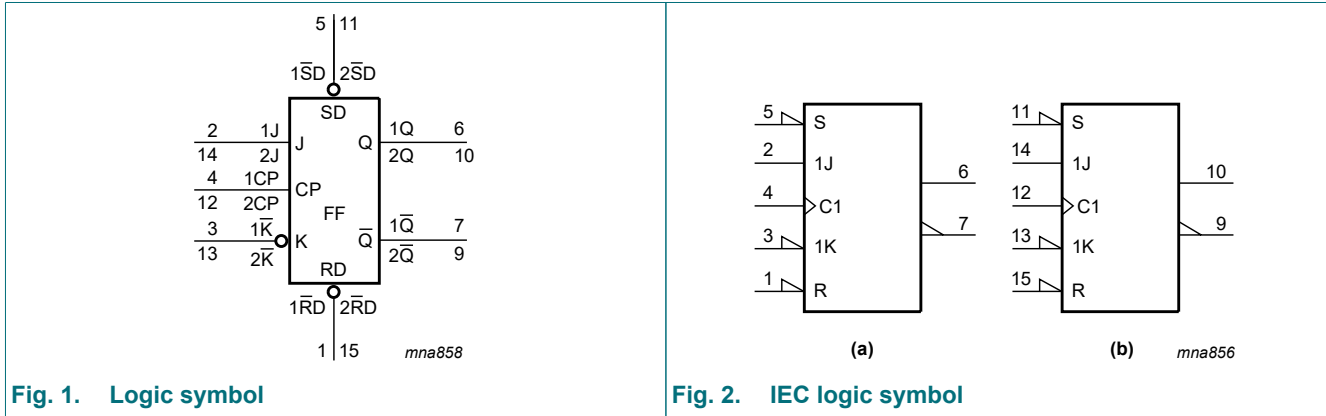 5 11
1S̅D 2S̅D
SD
2 1J J Q 1Q 6
14 2J 2Q 10
4 1CP CP
12 2CP
FF
3 1K̅ K Q̅ 1Q̅ 7
13 2K̅ 2Q̅ 9
RD
1R̅D 2R̅D
1 15 mna858
Fig. 1. Logic symbol
5 S
2 1J
6
4 C1
7
3 1K
1 R
(a)
11 S
14 1J
10
12 C1
9
13 1K
15 R
(b) mna856
Fig. 2. IEC logic symbol